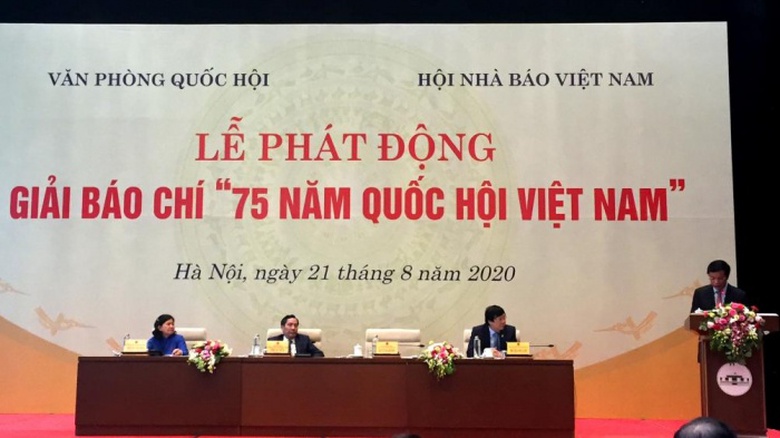 VĂN PHÒNG QUỐC HỘI
HỘI NHÀ BÁO VIỆT NAM
LỄ PHÁT ĐỘNG
GIẢI BÁO CHÍ “75 NĂM QUỐC HỘI VIỆT NAM”
Hà Nội, ngày 21 tháng 8 năm 2020